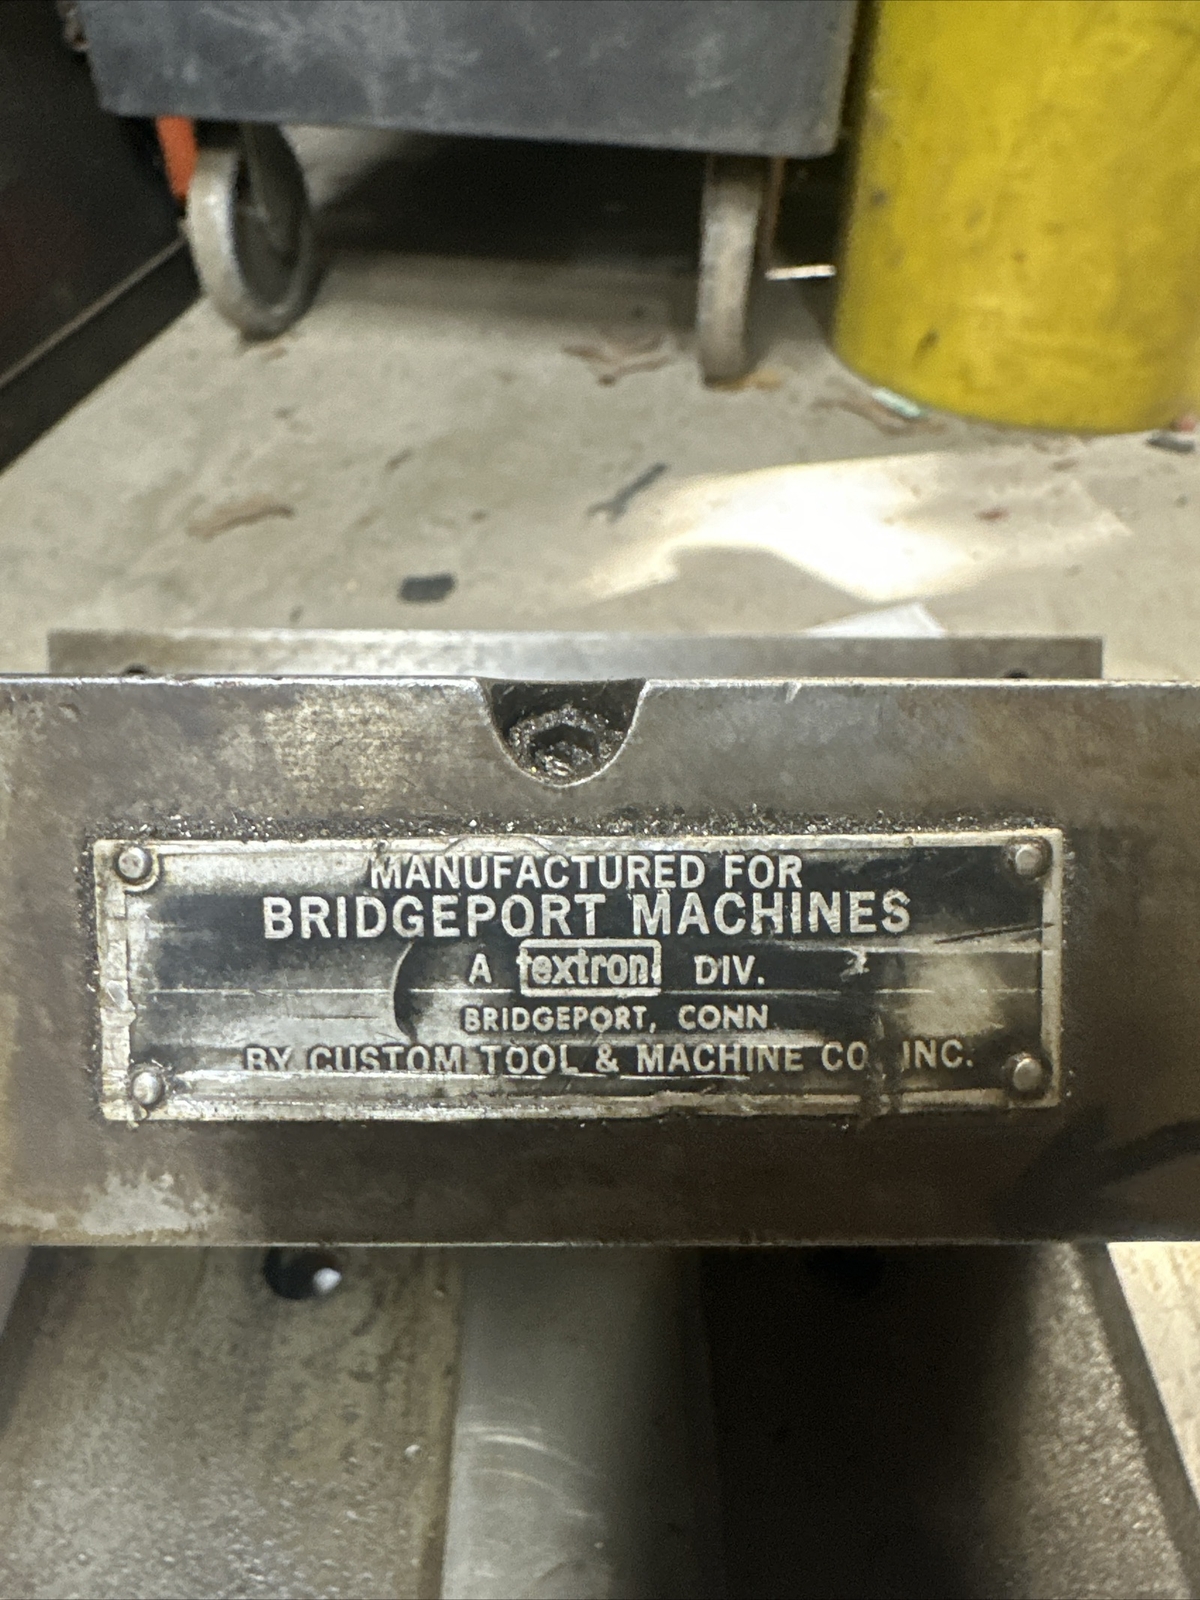 MANUFACTURED FOR
BRIDGEPORT MACHINES
A textron DIV.
BRIDGEPORT, CONN
BY CUSTOM TOOL & MACHINE CO. INC.